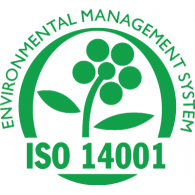 ENVIRONMENTAL MANAGEMENT SYSTEM
ISO 14001